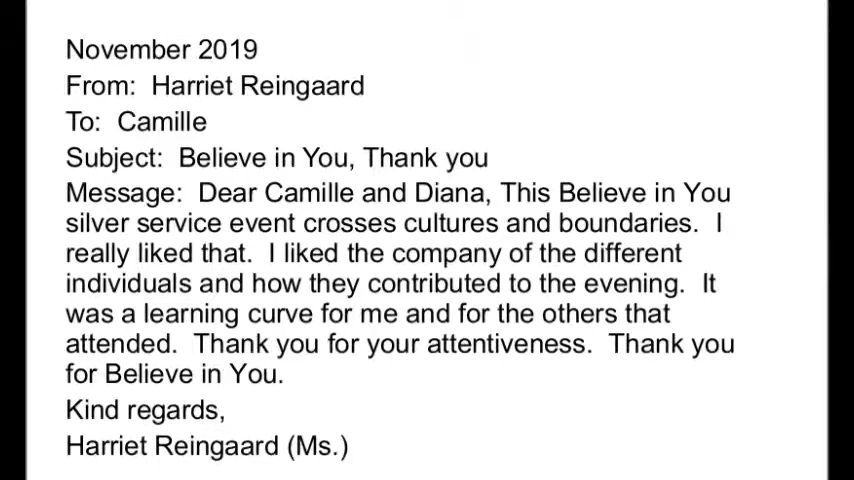 November 2019
From:  Harriet Reingaard
To:  Camille
Subject:  Believe in You, Thank you
Message:  Dear Camille and Diana, This Believe in You
silver service event crosses cultures and boundaries.  I
really liked that.  I liked the company of the different
individuals and how they contributed to the evening.  It
was a learning curve for me and for the others that
attended.  Thank you for your attentiveness.  Thank you
for Believe in You.
Kind regards,
Harriet Reingaard (Ms.)